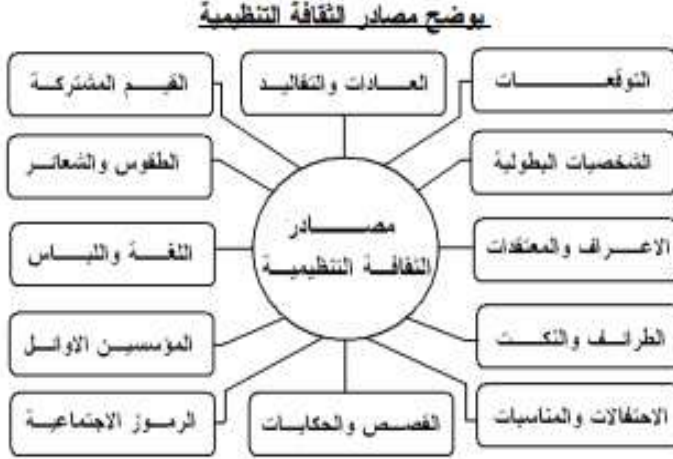 يوضح مصادر الثقافة التنظيمية
التوقعات
العادات والتقاليد
القيم المشتركة
الشخصيات البطولية
الطقوس والشعائر
مصادر
الثقافة التنظيمية
الاعراف والمعتقدات
اللغة واللباس
الطرائف والنكت
المؤسسين الاوائل
الاحتفالات والمناسبات
القصص والحكايات
الرموز الاجتماعية